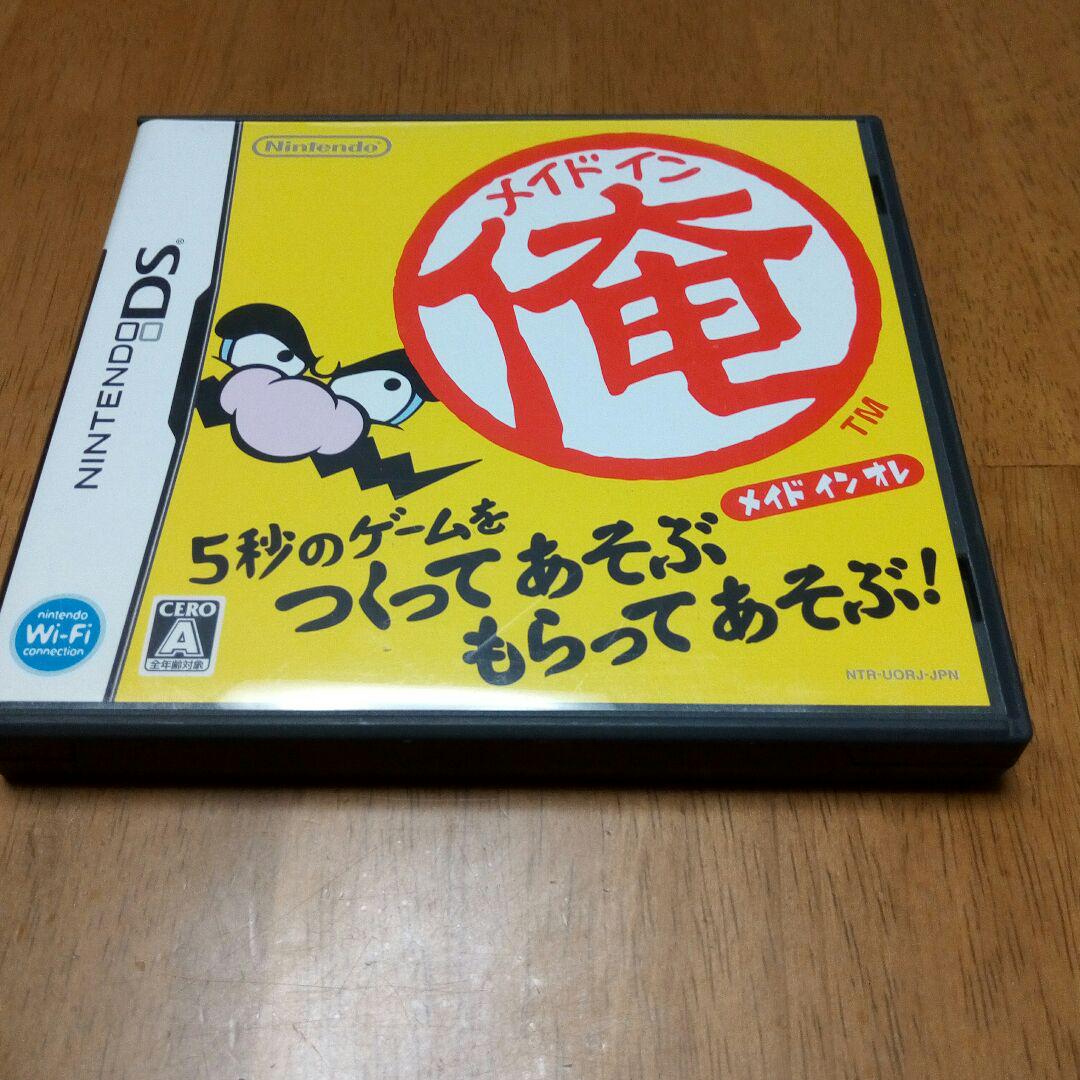 Nintendo
メイド イン
俺
TM
メイド イン オレ
5秒のゲームを
つくって あそぶ
もらって あそぶ!
NINTENDO DS®
nintendo
Wi-Fi
connection
CERO
A
全年齢対象
NTR-UORJ-JPN